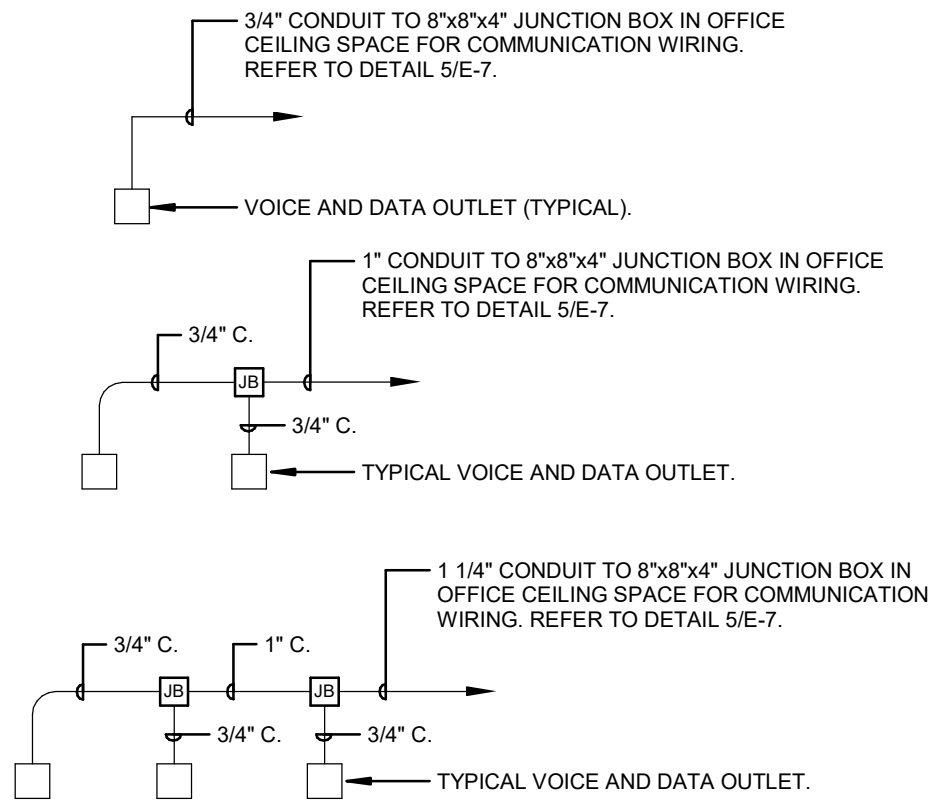 3/4" CONDUIT TO 8"x8"x4" JUNCTION BOX IN OFFICE
CEILING SPACE FOR COMMUNICATION WIRING.
REFER TO DETAIL 5/E-7.
VOICE AND DATA OUTLET (TYPICAL).
1" CONDUIT TO 8"x8"x4" JUNCTION BOX IN OFFICE
CEILING SPACE FOR COMMUNICATION WIRING.
REFER TO DETAIL 5/E-7.
3/4" C.
JB
3/4" C.
TYPICAL VOICE AND DATA OUTLET.
1 1/4" CONDUIT TO 8"x8"x4" JUNCTION BOX IN
OFFICE CEILING SPACE FOR COMMUNICATION
WIRING. REFER TO DETAIL 5/E-7.
3/4" C.
1" C.
JB
JB
3/4" C.
3/4" C.
TYPICAL VOICE AND DATA OUTLET.